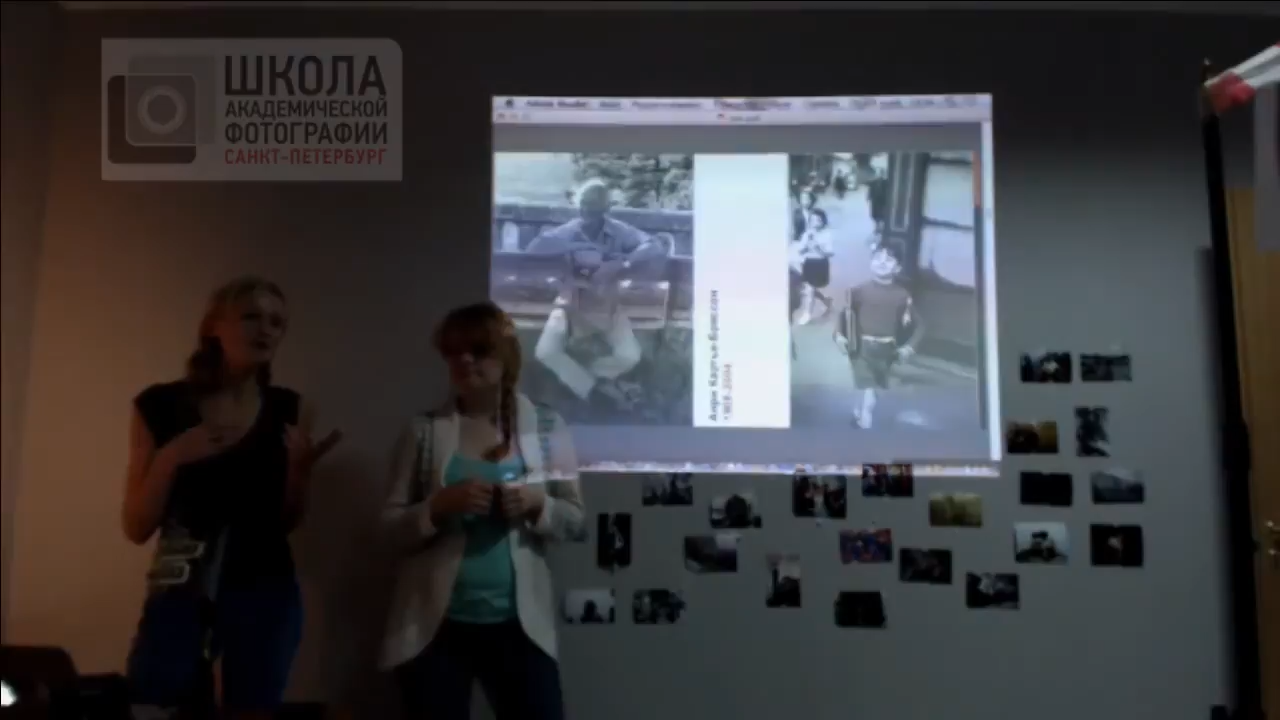 ШКОЛА
АКАДЕМИЧЕСКОЙ
ФОТОГРАФИИ
САНКТ-ПЕТЕРБУРГ
Анри Картье-Брессон
1908-2004